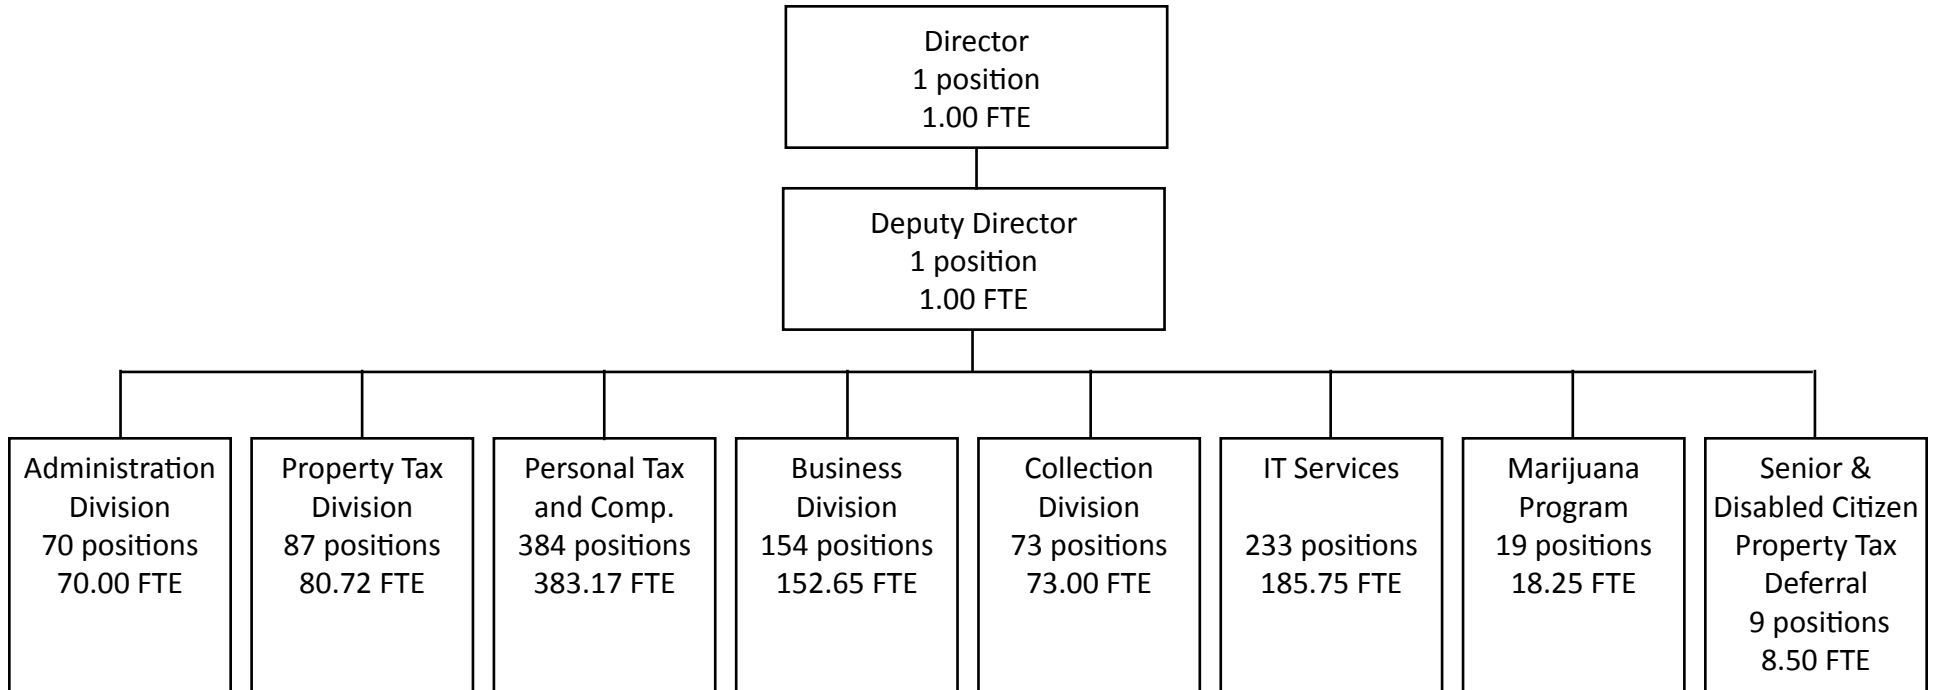 Director
1 position
1.00 FTE
Deputy Director
1 position
1.00 FTE
Administration
Division
70 positions
70.00 FTE
Property Tax
Division
87 positions
80.72 FTE
Personal Tax
and Comp.
384 positions
383.17 FTE
Business
Division
154 positions
152.65 FTE
Collection
Division
73 positions
73.00 FTE
IT Services
233 positions
185.75 FTE
Marijuana
Program
19 positions
18.25 FTE
Senior &
Disabled Citizen
Property Tax
Deferral
9 positions
8.50 FTE